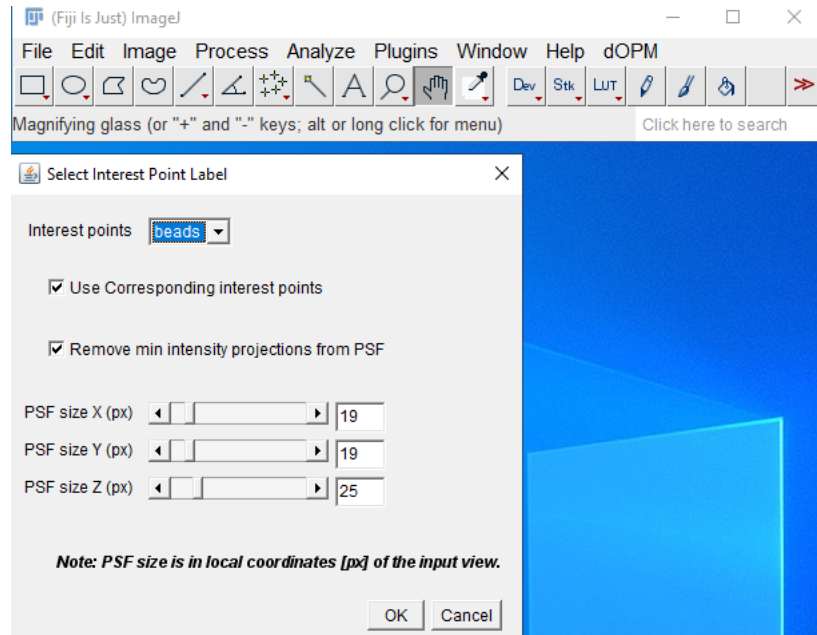 (Fiji Is Just) ImageJ
File Edit Image Process Analyze Plugins Window Help dOPM
A Dev Stk LUT >>
Magnifying glass (or "+" and "-" keys; alt or long click for menu) Click here to search
Select Interest Point Label
Interest points beads
Use Corresponding interest points
Remove min intensity projections from PSF
PSF size X (px) 19
PSF size Y (px) 19
PSF size Z (px) 25
Note: PSF size is in local coordinates [px] of the input view.
OK Cancel